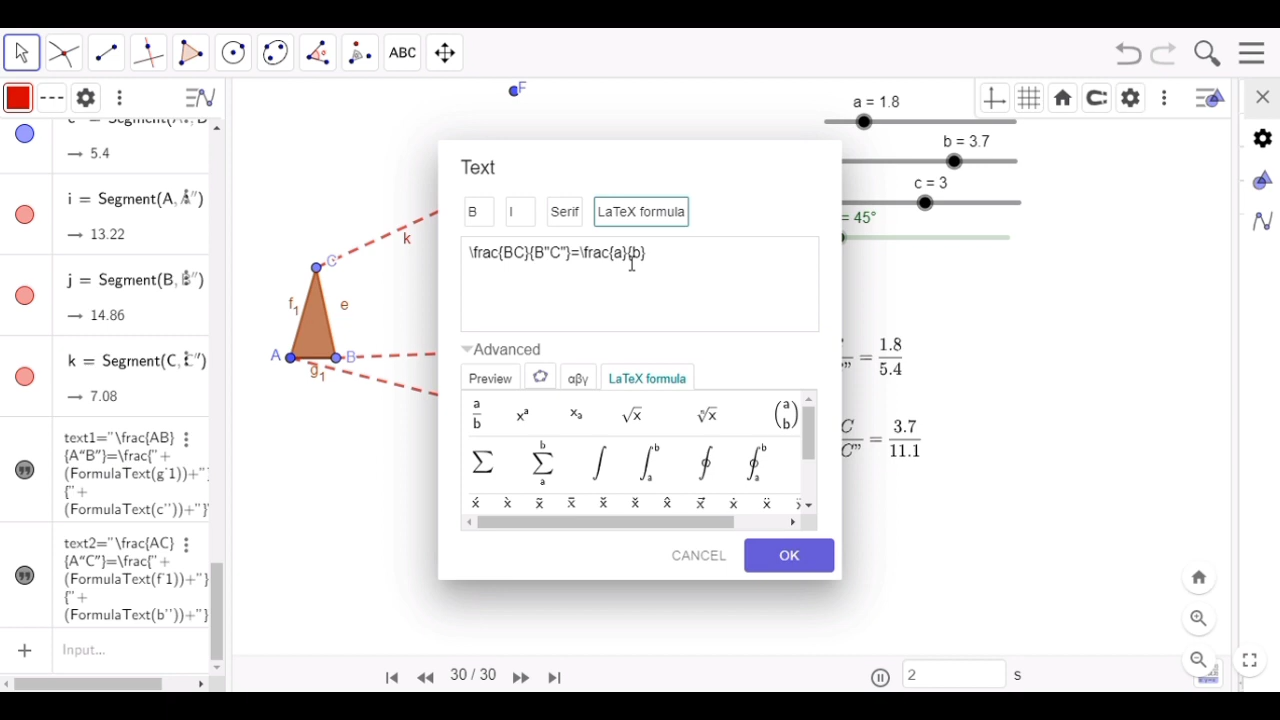 ABC
F
a = 1.8
b = 3.7
c = 3
= 45°
→ 5.4
i = Segment(A, A″)
→ 13.22
j = Segment(B, B″)
→ 14.86
k = Segment(C, C″)
→ 7.08
text1="\frac{AB}
{A“B”}=\frac{"+
(FormulaText(g'1))+"}
{"+
(FormulaText(c''))+"}"
text2="\frac{AC}
{A“C”}=\frac{"+
(FormulaText(f'1))+"}
{"+
(FormulaText(b''))+"}
+ Input...
C
k
f1
e
A
B
g1
Text
B I Serif LaTeX formula
\frac{BC}{B"C"}=\frac{a}{b}
Advanced
Preview αβγ LaTeX formula
a/b xᵃ xₐ √x ∛x (a b)
∑ ∑ b a ∫ ∫ b a ∮ ∮ b a
x́ x̀ x̃ x̄ x̆ x̌ x̂ x⃗ ẋ ẍ
CANCEL OK
” = 1.8/5.4
C/C” = 3.7/11.1
30 / 30
2 s